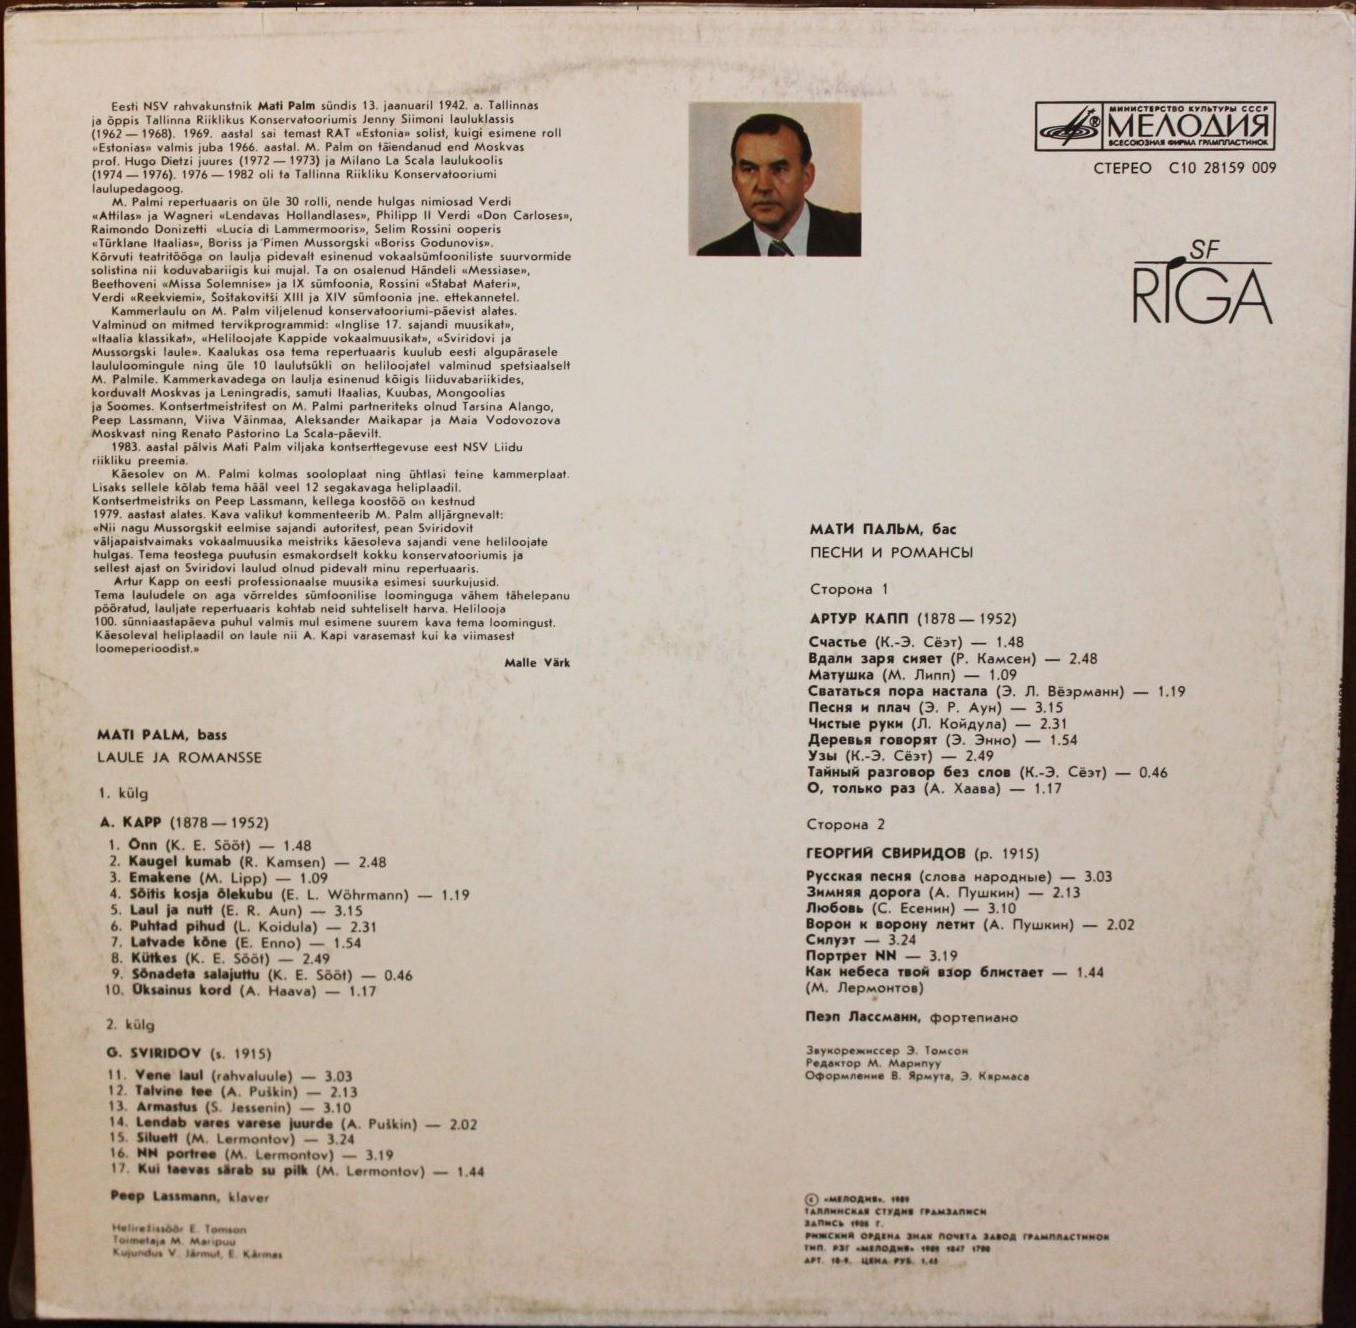 Eesti NSV rahvakunstnik Mati Palm sündis 13. jaanuaril 1942. a. Tallinnas
ja õppis Tallinna Riiklikus Konservatooriumis Jenny Siimoni lauluklassis
(1962 — 1968). 1969. aastal sai temast RAT «Estonia» solist, kuigi esimene roll
«Estonias» valmis juba 1966. aastal. M. Palm on täiendanud end Moskvas
prof. Hugo Dietzi juures (1972 — 1973) ja Milano La Scala laulukoolis
(1974 — 1976). 1976 — 1982 oli ta Tallinna Riikliku Konservatooriumi
laulupedagoog.
M. Palmi repertuaaris on üle 30 rolli, nende hulgas nimiosad Verdi
«Attilas» ja Wagneri «Lendavas Hollandlases», Philipp II Verdi «Don Carloses»,
Raimondo Donizetti «Lucia di Lammermooris», Selim Rossini ooperis
«Türklane Itaalias», Boriss ja Pimen Mussorgski «Boriss Godunovis».
Kõrvuti teatritööga on laulja pidevalt esinenud vokaalsümfooniliste suurvormide
solistina nii koduvabariigis kui mujal. Ta on osalenud Händeli «Messiase»,
Beethoveni «Missa Solemnise» ja IX sümfoonia, Rossini «Stabat Materi»,
Verdi «Reekviemi», Šoštakovitši XIII ja XIV sümfoonia jne. ettekannetel.
Kammerlaulu on M. Palm viljelenud konservatooriumi-päevist alates.
Valminud on mitmed tervikprogrammid: «Inglise 17. sajandi muusikat»,
«Itaalia klassikat», «Heliloojate Kappide vokaalmuusikat», «Sviridovi ja
Mussorgski laule». Kaalukas osa tema repertuaaris kuulub eesti algupärasele
laululoomingule ning üle 10 laulutsükli on heliloojatel valminud spetsiaalselt
M. Palmile. Kammerkavadega on laulja esinenud kõigis liiduvabariikides,
korduvalt Moskvas ja Leningradis, samuti Itaalias, Kuubas, Mongoolias
ja Soomes. Kontsertmeistritest on M. Palmi partneriteks olnud Tarsina Alango,
Peep Lassmann, Viiva Väinmaa, Aleksander Maikapar ja Maia Vodovozova
Moskvast ning Renato Pastorino La Scala-päevilt.
1983. aastal pälvis Mati Palm viljaka kontserttegevuse eest NSV Liidu
riikliku preemia.
Käesolev on M. Palmi kolmas sooloplaat ning ühtlasi teine kammerplaat.
Lisaks sellele kõlab tema hääl veel 12 segakavaga heliplaadil.
Kontsertmeistriks on Peep Lassmann, kellega koostöö on kestnud
1979. aastast alates. Kava valikut kommenteerib M. Palm alljärgnevalt:
«Nii nagu Mussorgskit eelmise sajandi autoritest, pean Sviridovit
väljapaistvaimaks vokaalmuusika meistriks käesoleva sajandi vene heliloojate
hulgas. Tema teostega puutusin esmakordselt kokku konservatooriumis ja
sellest ajast on Sviridovi laulud olnud pidevalt minu repertuaaris.
Artur Kapp on eesti professionaalse muusika esimesi suurkujusid.
Tema lauludele on aga võrreldes sümfoonilise loominguga vähem tähelepanu
pööratud, lauljate repertuaaris kohtab neid suhteliselt harva. Helilooja
100. sünniaastapäeva puhul valmis mul esimene suurem kava tema loomingust.
Käesoleval heliplaadil on laule nii A. Kapi varasemast kui ka viimasest
loomeperioodist.»
Malle Värk
MATI PALM, bass
LAULE JA ROMANSSE
1. külg
A. KAPP (1878 — 1952)
1. Õnn (K. E. Sööt) — 1.48
2. Kaugel kumab (R. Kamsen) — 2.48
3. Emakene (M. Lipp) — 1.09
4. Sõitis kosja õlekubu (E. L. Wöhrmann) — 1.19
5. Laul ja nutt (E. R. Aun) — 3.15
6. Puhtad pihud (L. Koidula) — 2.31
7. Latvade kõne (E. Enno) — 1.54
8. Kütkes (K. E. Sööt) — 2.49
9. Sõnadeta salajuttu (K. E. Sööt) — 0.46
10. Üksainus kord (A. Haava) — 1.17
2. külg
G. SVIRIDOV (s. 1915)
11. Vene laul (rahvaluule) — 3.03
12. Talvine tee (A. Puškin) — 2.13
13. Armastus (S. Jessenin) — 3.10
14. Lendab vares varese juurde (A. Puškin) — 2.02
15. Siluett (M. Lermontov) — 3.24
16. NN portree (M. Lermontov) — 3.19
17. Kui taevas särab su pilk (M. Lermontov) — 1.44
Peep Lassmann, klaver
Helirežissöör E. Tomson
Toimetaja M. Maripuu
Kujundus V. Järmut, E. Kärmas
МИНИСТЕРСТВО КУЛЬТУРЫ СССР
МЕЛОДИЯ
ВСЕСОЮЗНАЯ ФИРМА ГРАМПЛАСТИНОК
СТЕРЕО C10 28159 009
SF
RIGA
МАТИ ПАЛЬМ, бас
ПЕСНИ И РОМАНСЫ
Сторона 1
АРТУР КАПП (1878 — 1952)
Счастье (К.-Э. Сёэт) — 1.48
Вдали заря сияет (Р. Камсен) — 2.48
Матушка (М. Липп) — 1.09
Свататься пора настала (Э. Л. Вёэрманн) — 1.19
Песня и плач (Э. Р. Аун) — 3.15
Чистые руки (Л. Койдула) — 2.31
Деревья говорят (Э. Энно) — 1.54
Узы (К.-Э. Сёэт) — 2.49
Тайный разговор без слов (К.-Э. Сёэт) — 0.46
О, только раз (А. Хаава) — 1.17
Сторона 2
ГЕОРГИЙ СВИРИДОВ (р. 1915)
Русская песня (слова народные) — 3.03
Зимняя дорога (А. Пушкин) — 2.13
Любовь (С. Есенин) — 3.10
Ворон к ворону летит (А. Пушкин) — 2.02
Силуэт — 3.24
Портрет NN — 3.19
Как небеса твой взор блистает — 1.44
(М. Лермонтов)
Пеэп Лассманн, фортепиано
Звукорежиссер Э. Томсон
Редактор М. Марипуу
Оформление В. Ярмута, Э. Кярмаса
© «МЕЛОДИЯ», 1989
ТАЛЛИНСКАЯ СТУДИЯ ГРАМЗАПИСИ
ЗАПИСЬ 1988 Г.
РИЖСКИЙ ОРДЕНА ЗНАК ПОЧЕТА ЗАВОД ГРАМПЛАСТИНОК
ТИП. РЗГ «МЕЛОДИЯ» 1989 1847 1700
АРТ. ЦЕНА РУБ.